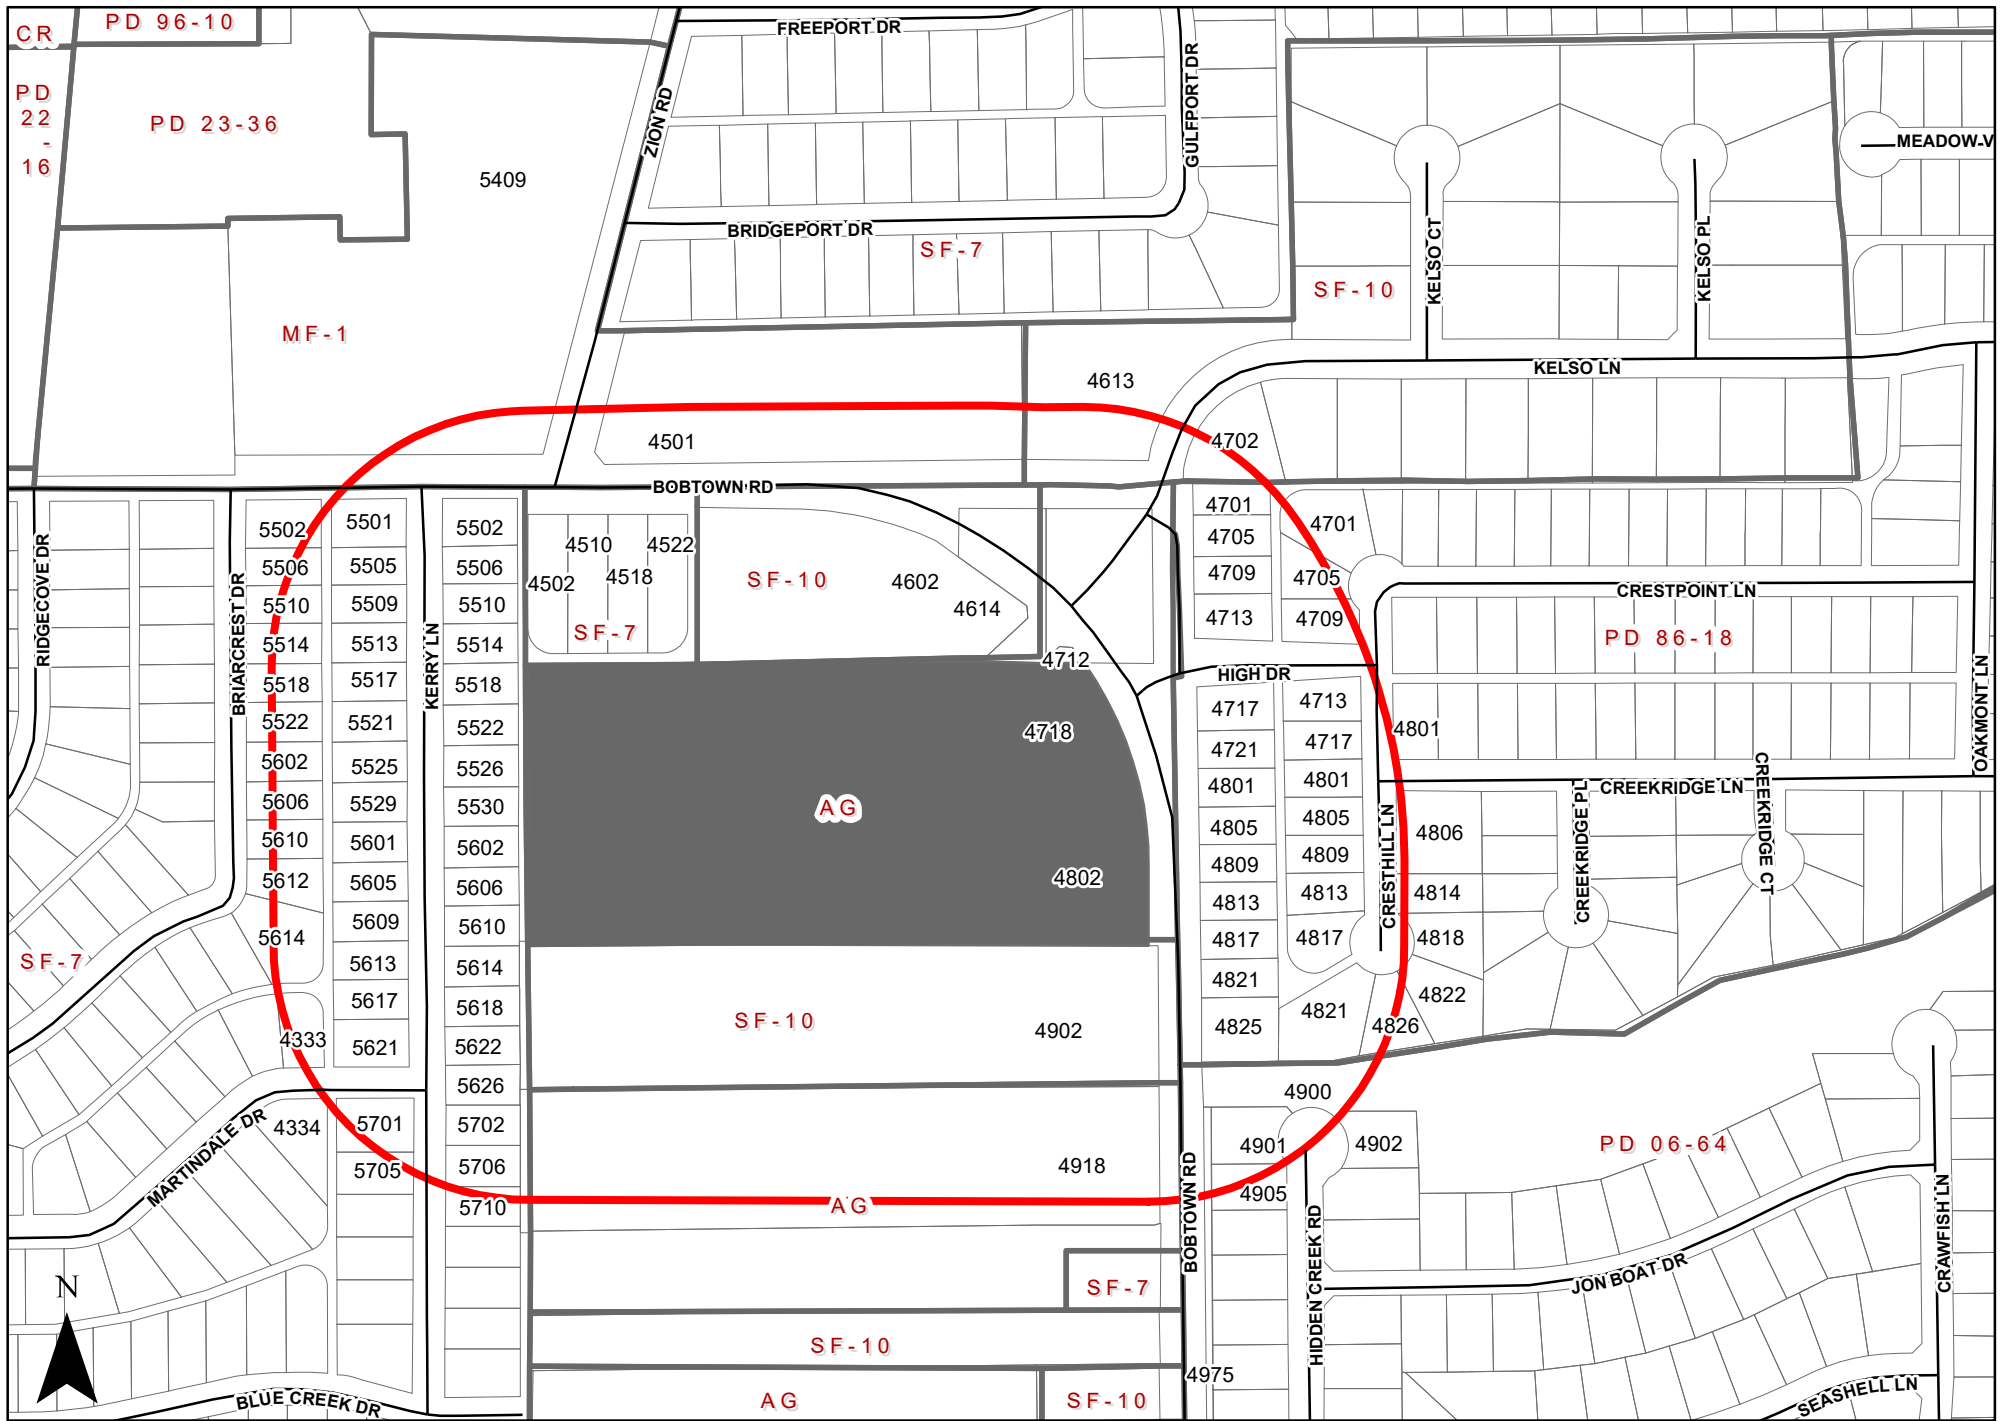 CR
PD 96-10
PD
22
-
16
PD 23-36
5409
MF-1
ZION RD
FREEPORT DR
GULFPORT DR
BRIDGEPORT DR
SF-7
SF-10
KELSO CT
KELSO PL
MEADOW-V
KELSO LN
4613
4501
4702
BOBTOWN RD
RIDGECOVE DR
BRIARCREST DR
KERRY LN
5502
5506
5510
5514
5518
5522
5602
5606
5610
5612
5614
4333
5501
5505
5509
5513
5517
5521
5525
5529
5601
5605
5609
5613
5617
5621
5502
5506
5510
5514
5518
5522
5526
5530
5602
5606
5610
5614
5618
5622
5626
5702
5706
5710
4502
4510
4518
4522
SF-7
SF-10
4602
4614
4712
4718
AG
4802
4701
4705
4709
4713
4701
4705
4709
HIGH DR
4717
4721
4801
4805
4809
4813
4817
4821
4825
4713
4717
4801
4805
4809
4813
4817
4821
4801
4806
4814
4818
4822
4826
CRESTHILL LN
CRESTPOINT LN
PD 86-18
OAKMONT LN
CREEKRIDGE LN
CREEKRIDGE PL
CREEKRIDGE CT
SF-7
SF-10
4902
4900
4901
4902
4905
4918
AG
MARTINDALE DR
4334
5701
5705
PD 06-64
BOBTOWN RD
HIDDEN CREEK RD
JON BOAT DR
CRAWFISH LN
SF-7
SF-10
4975
N
BLUE CREEK DR
AG
SF-10
SEASHELL LN